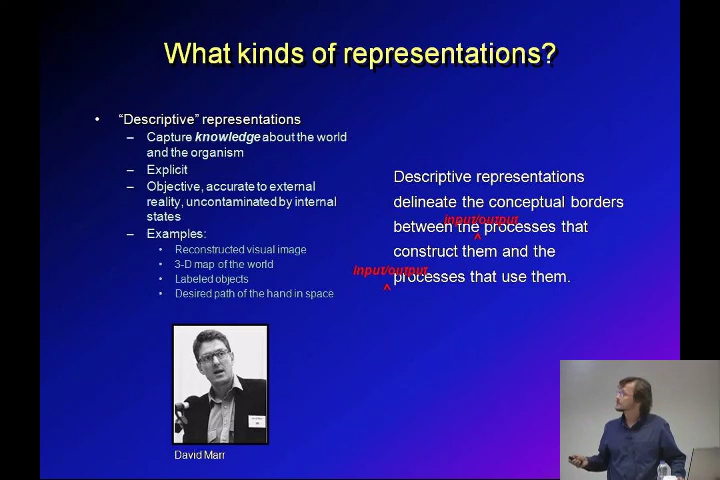 What kinds of representations?
• “Descriptive” representations
– Capture knowledge about the world
and the organism
– Explicit
– Objective, accurate to external
reality, uncontaminated by internal
states
– Examples:
• Reconstructed visual image
• 3-D map of the world
• Labeled objects
• Desired path of the hand in space
David Marr
Descriptive representations
delineate the conceptual borders
input/output
between the processes that
^
construct them and the
input/output
processes that use them.
^